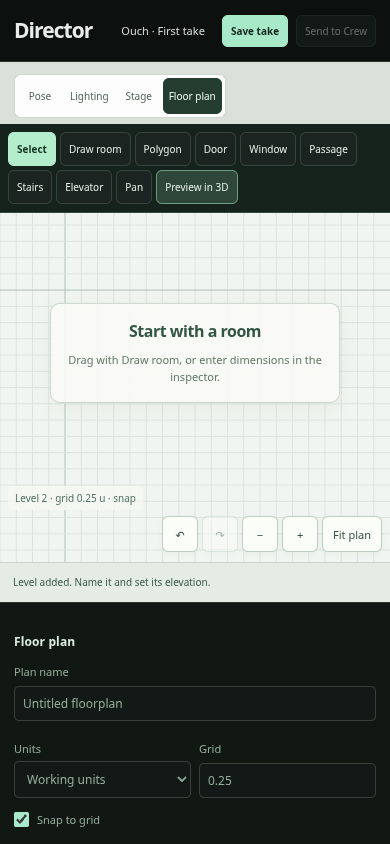 Director
Ouch · First take
Save take
Send to Crew
Pose
Lighting
Stage
Floor plan
Select
Draw room
Polygon
Door
Window
Passage
Stairs
Elevator
Pan
Preview in 3D
Start with a room
Drag with Draw room, or enter dimensions in the
inspector.
Level 2 · grid 0.25 u · snap
↶
↷
−
+
Fit plan
Level added. Name it and set its elevation.
Floor plan
Plan name
Untitled floorplan
Units
Grid
Working units
0.25
Snap to grid